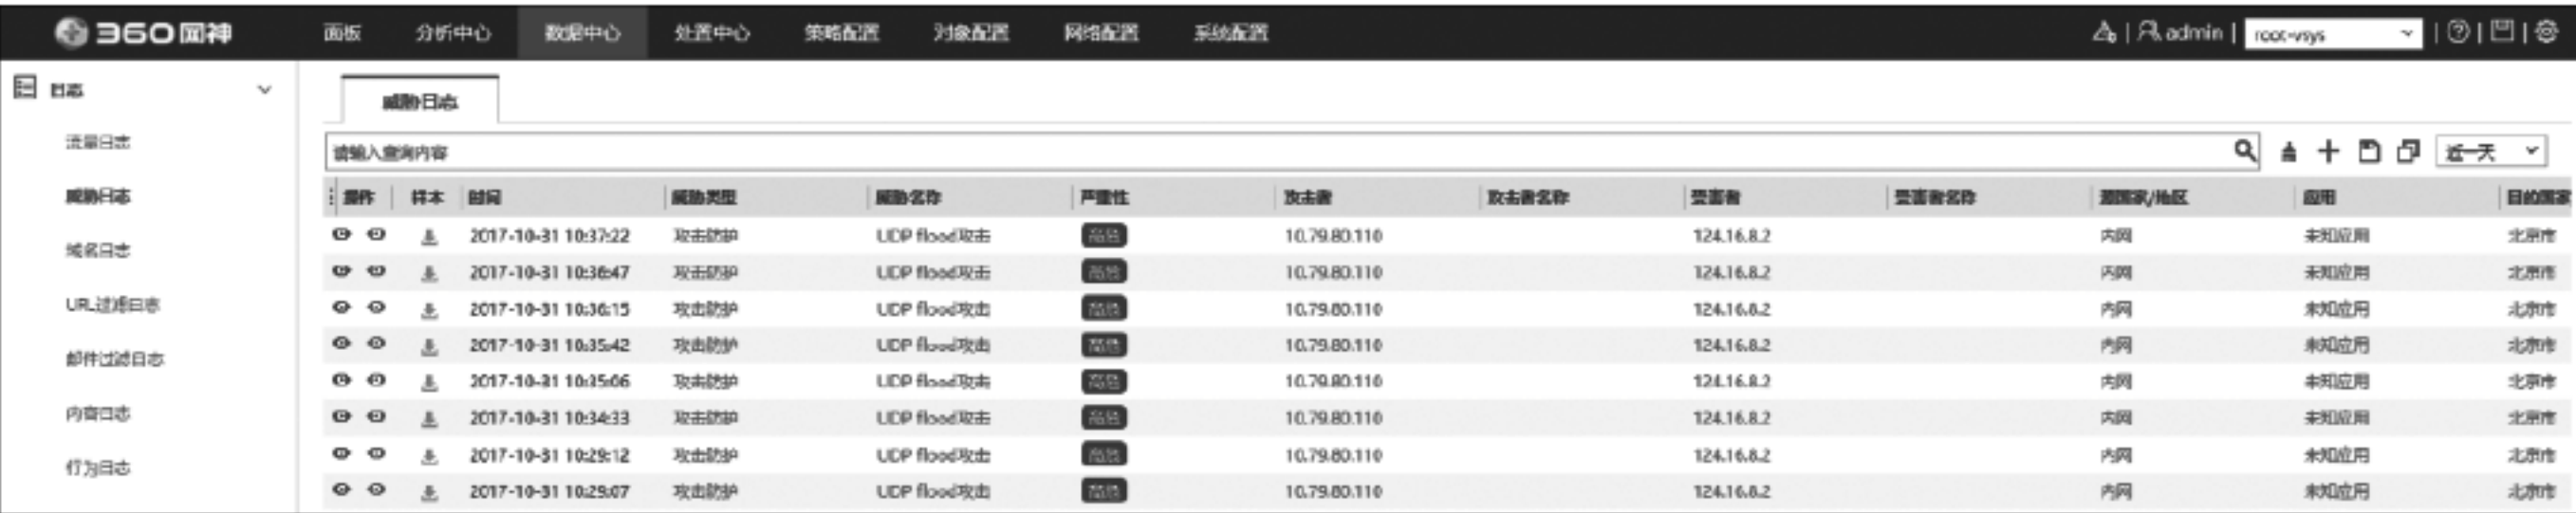 360网神 面板 分析中心 数据中心 处置中心 策略配置 对象配置 网络配置 系统配置 admin root-vsys
日志
威胁日志
流量日志
请输入查询内容 近一天
威胁日志
操作 样本 时间 威胁类型 威胁名称 严重性 攻击者 攻击者名称 受害者 受害者名称 源国家/地区 应用 目的国家
2017-10-31 10:37:22 攻击防护 UDP flood攻击 高危 10.79.80.110 124.16.8.2 内网 未知应用 北京市
域名日志
2017-10-31 10:36:47 攻击防护 UDP flood攻击 高危 10.79.80.110 124.16.8.2 内网 未知应用 北京市
URL过滤日志
2017-10-31 10:36:15 攻击防护 UDP flood攻击 高危 10.79.80.110 124.16.8.2 内网 未知应用 北京市
邮件过滤日志
2017-10-31 10:35:42 攻击防护 UDP flood攻击 高危 10.79.80.110 124.16.8.2 内网 未知应用 北京市
2017-10-31 10:35:06 攻击防护 UDP flood攻击 高危 10.79.80.110 124.16.8.2 内网 未知应用 北京市
内容日志
2017-10-31 10:34:33 攻击防护 UDP flood攻击 高危 10.79.80.110 124.16.8.2 内网 未知应用 北京市
行为日志
2017-10-31 10:29:12 攻击防护 UDP flood攻击 高危 10.79.80.110 124.16.8.2 内网 未知应用 北京市
2017-10-31 10:29:07 攻击防护 UDP flood攻击 高危 10.79.80.110 124.16.8.2 内网 未知应用 北京市